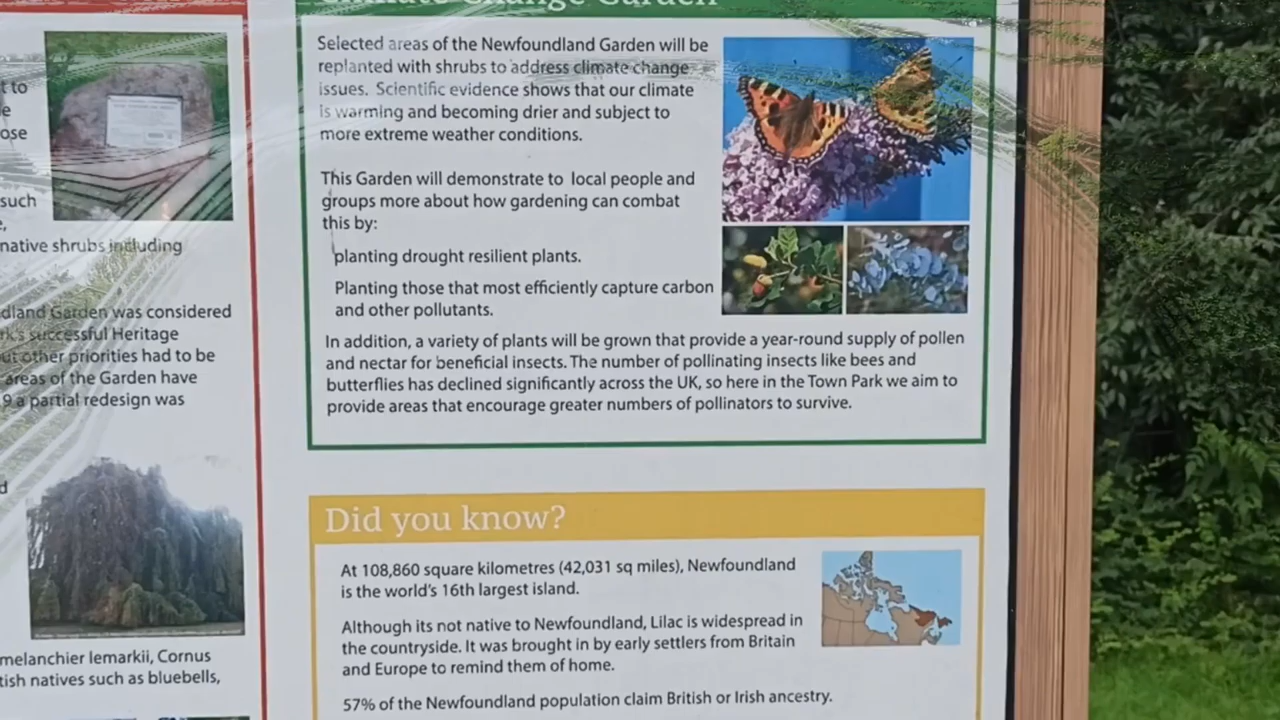 Climate Change Garden
Selected areas of the Newfoundland Garden will be
replanted with shrubs to address climate change
issues. Scientific evidence shows that our climate
is warming and becoming drier and subject to
more extreme weather conditions.
This Garden will demonstrate to local people and
groups more about how gardening can combat
this by:
planting drought resilient plants.
Planting those that most efficiently capture carbon
and other pollutants.
In addition, a variety of plants will be grown that provide a year-round supply of pollen
and nectar for beneficial insects. The number of pollinating insects like bees and
butterflies has declined significantly across the UK, so here in the Town Park we aim to
provide areas that encourage greater numbers of pollinators to survive.
Did you know?
At 108,860 square kilometres (42,031 sq miles), Newfoundland
is the world's 16th largest island.
Although its not native to Newfoundland, Lilac is widespread in
the countryside. It was brought in by early settlers from Britain
and Europe to remind them of home.
57% of the Newfoundland population claim British or Irish ancestry.
t to
e
ose
such
e,
native shrubs including
dland Garden was considered
rk's successful Heritage
ut other priorities had to be
areas of the Garden have
9 a partial redesign was
d
melanchier lemarkii, Cornus
tish natives such as bluebells,